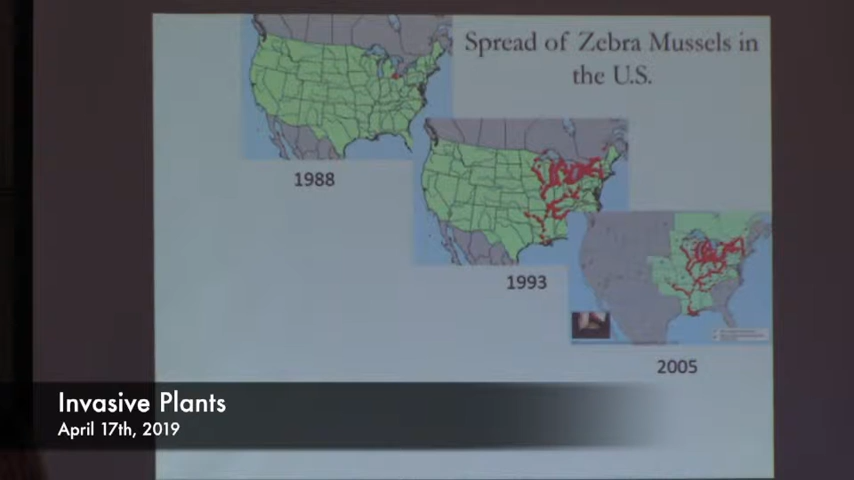 Spread of Zebra Mussels in
the U.S.
1988
1993
2005
Invasive Plants
April 17th, 2019